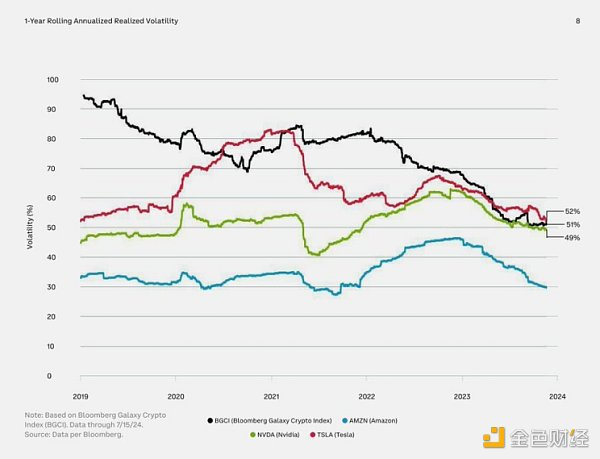 1-Year Rolling Annualized Realized Volatility 8
100
90
80
70
60
50
40
30
20
10
0
Volatility (%)
52%
51%
49%
2019 2020 2021 2022 2023 2024
Note: Based on Bloomberg Galaxy Crypto
Index (BGCI). Data through 7/15/24.
Source: Data per Bloomberg.
BGCI (Bloomberg Galaxy Crypto Index) AMZN (Amazon)
NVDA (Nvidia) TSLA (Tesla)
金色财经